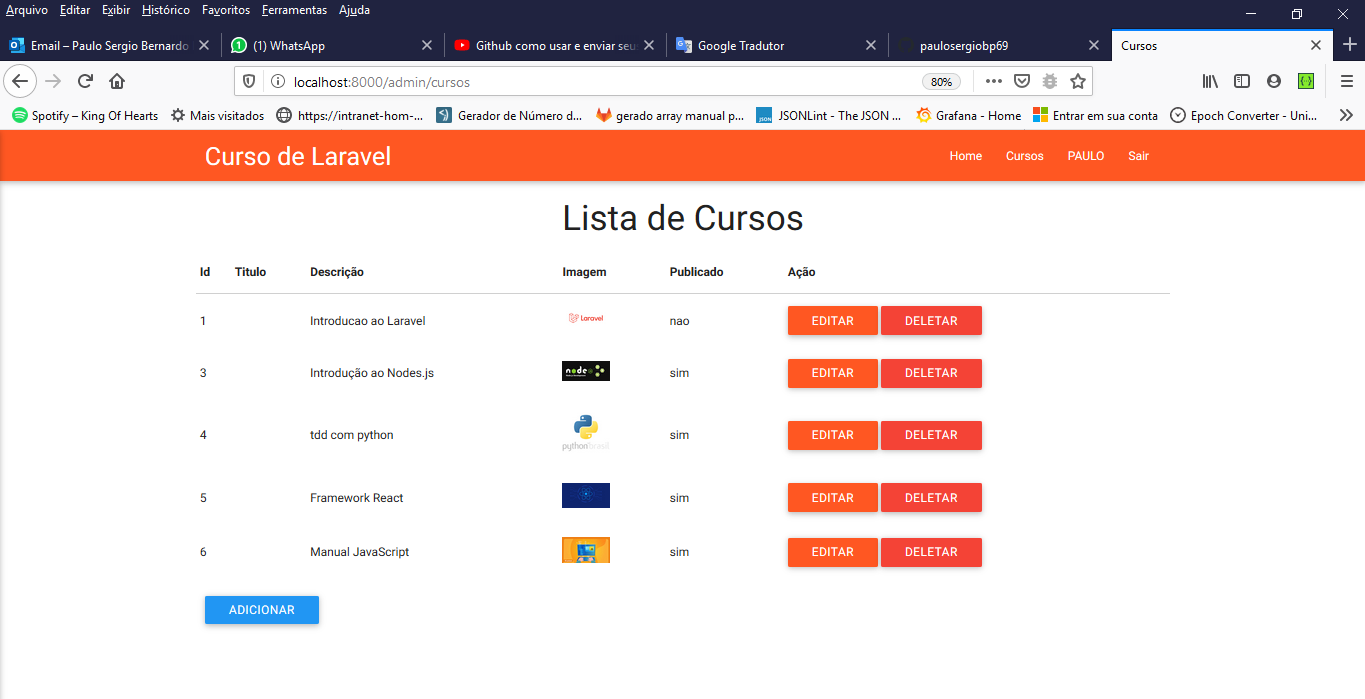 Arquivo Editar Exibir Histórico Favoritos Ferramentas Ajuda
Email – Paulo Sergio Bernardo (1) WhatsApp Github como usar e enviar seu Google Tradutor paulosergiobp69 Cursos
localhost:8000/admin/cursos 80%
Spotify – King Of Hearts Mais visitados https://intranet-hom-... Gerador de Número d... gerado array manual p... JSONLint - The JSON ... Grafana - Home Entrar em sua conta Epoch Converter - Uni...
Curso de Laravel Home Cursos PAULO Sair
Lista de Cursos
Id Titulo Descrição Imagem Publicado Ação
1 Introducao ao Laravel Laravel nao EDITAR DELETAR
3 Introdução ao Nodes.js node sim EDITAR DELETAR
4 tdd com python pythonbrasil sim EDITAR DELETAR
5 Framework React sim EDITAR DELETAR
6 Manual JavaScript sim EDITAR DELETAR
ADICIONAR